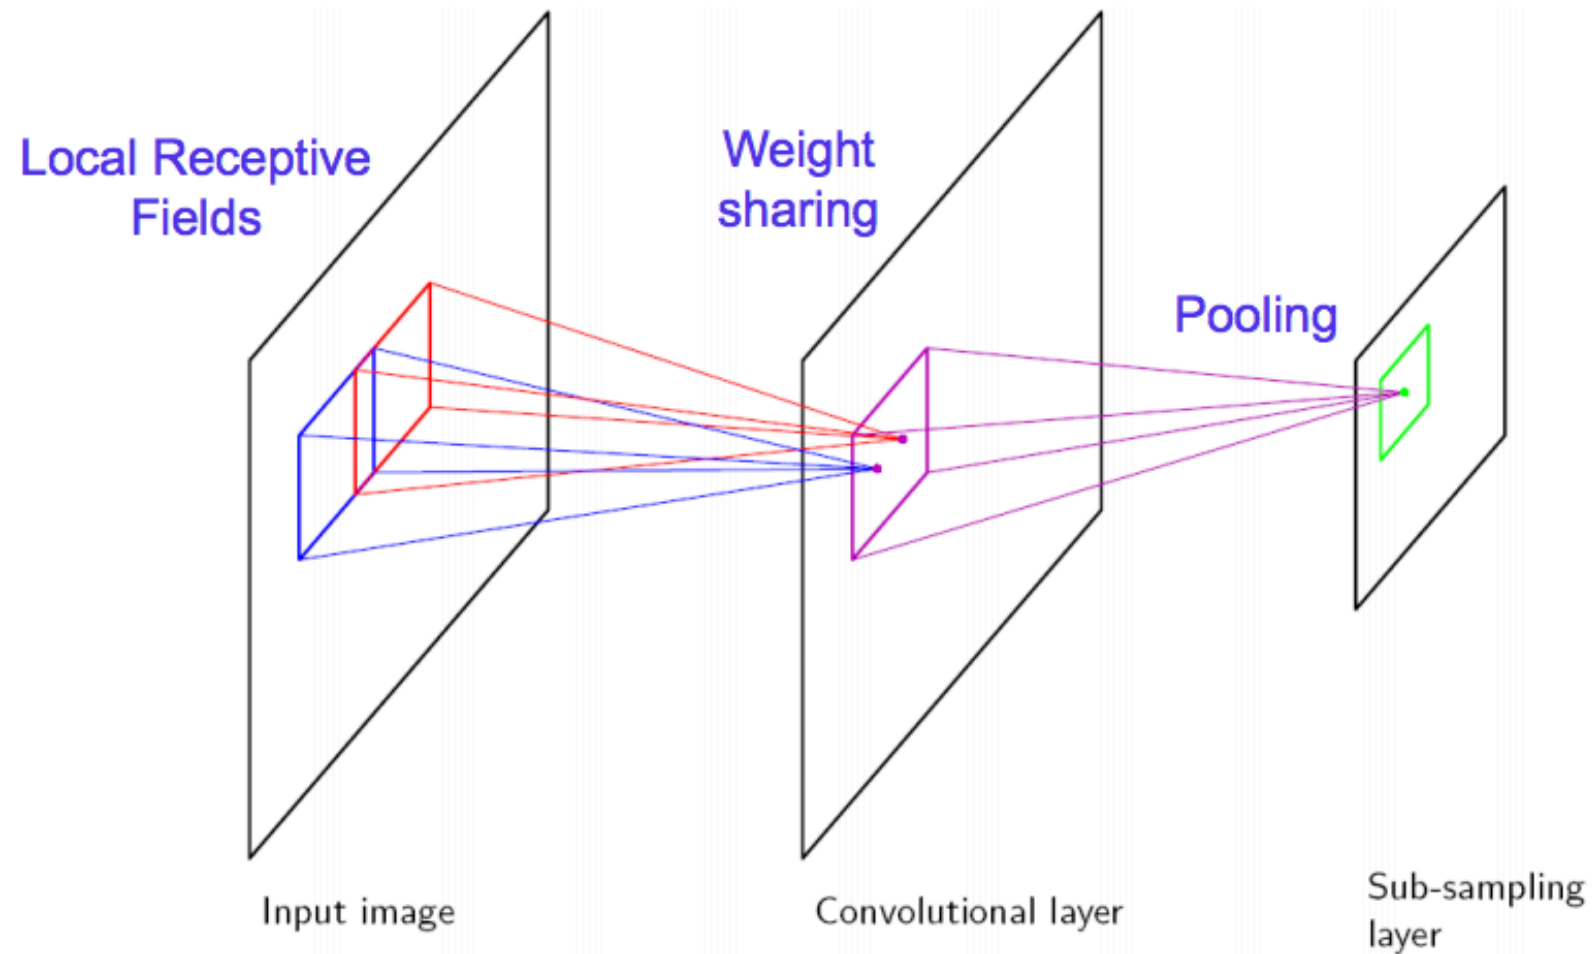 Local Receptive
Fields
Weight
sharing
Pooling
Input image
Convolutional layer
Sub-sampling
layer